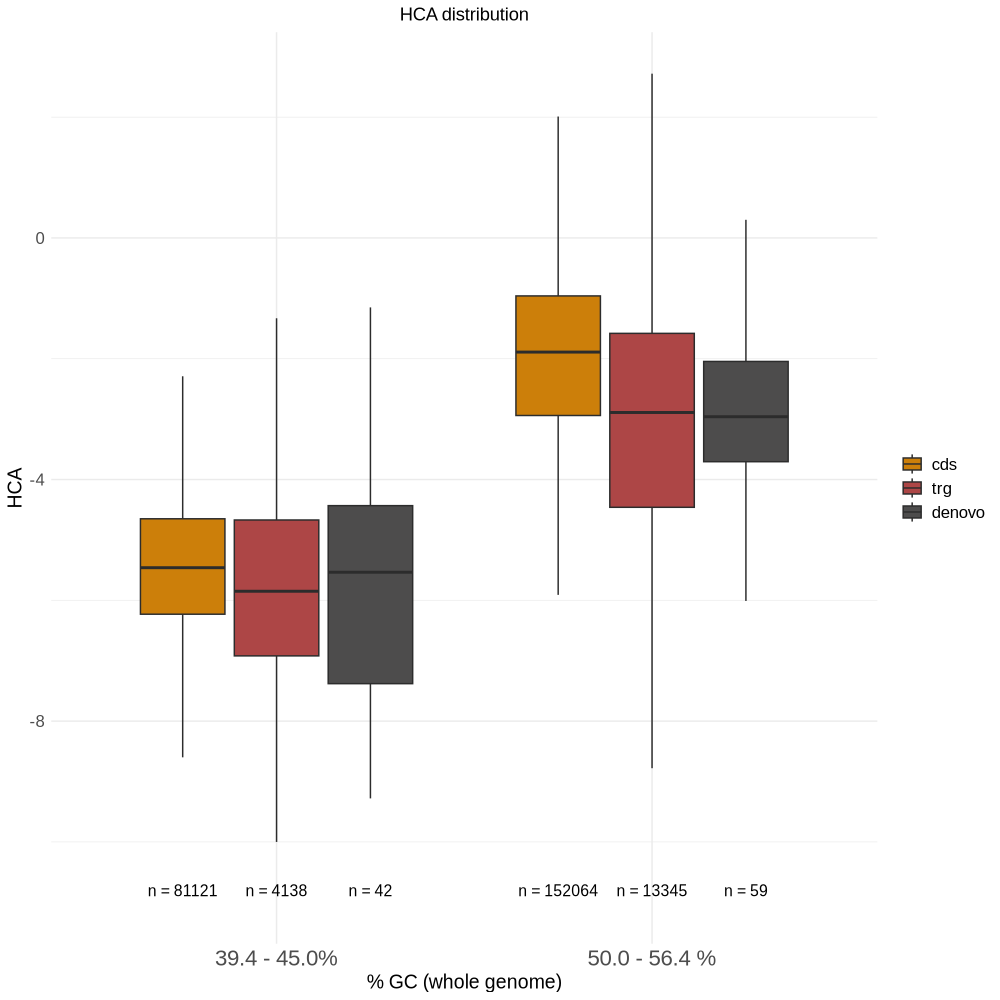 HCA distribution
0
-4
-8
HCA
cds
trg
denovo
n = 81121
n = 4138
n = 42
n = 152064
n = 13345
n = 59
39.4 - 45.0%
50.0 - 56.4 %
% GC (whole genome)